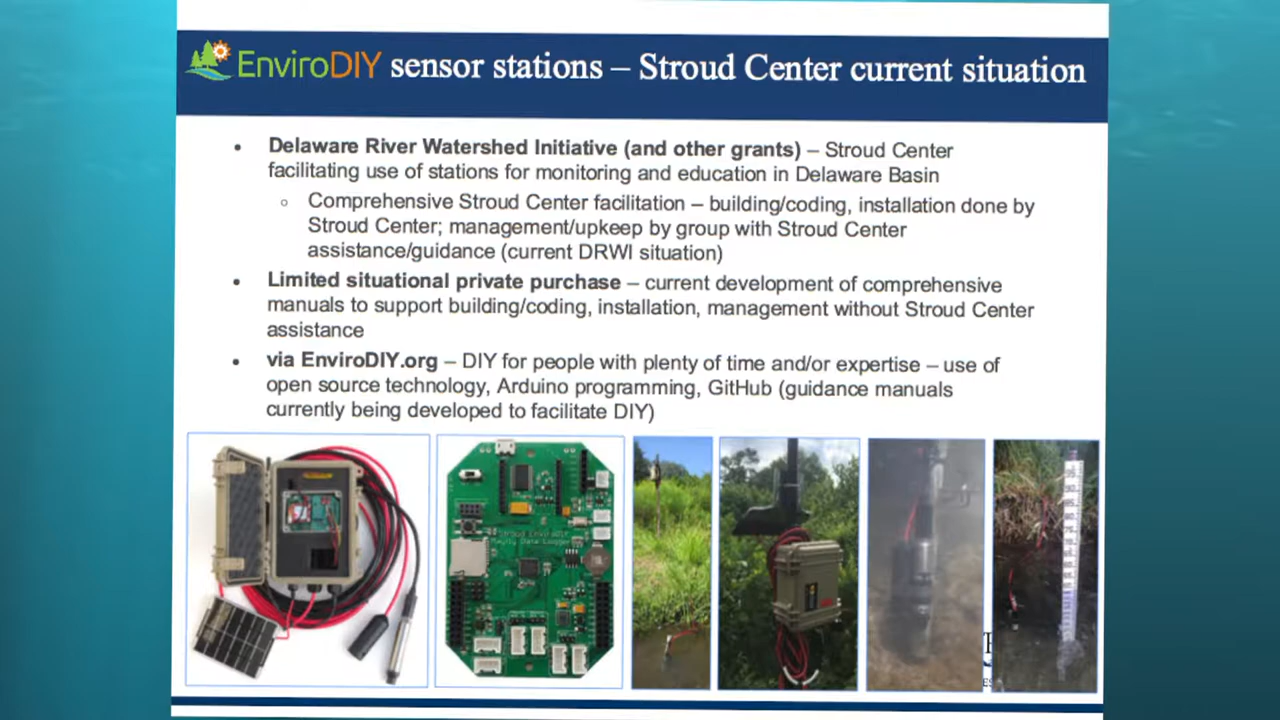 EnviroDIY sensor stations – Stroud Center current situation
• Delaware River Watershed Initiative (and other grants) – Stroud Center
facilitating use of stations for monitoring and education in Delaware Basin
○ Comprehensive Stroud Center facilitation – building/coding, installation done by
Stroud Center; management/upkeep by group with Stroud Center
assistance/guidance (current DRWI situation)
• Limited situational private purchase – current development of comprehensive
manuals to support building/coding, installation, management without Stroud Center
assistance
• via EnviroDIY.org – DIY for people with plenty of time and/or expertise – use of
open source technology, Arduino programming, GitHub (guidance manuals
currently being developed to facilitate DIY)
Stroud EnviroDIY
Mayfly Data Logger